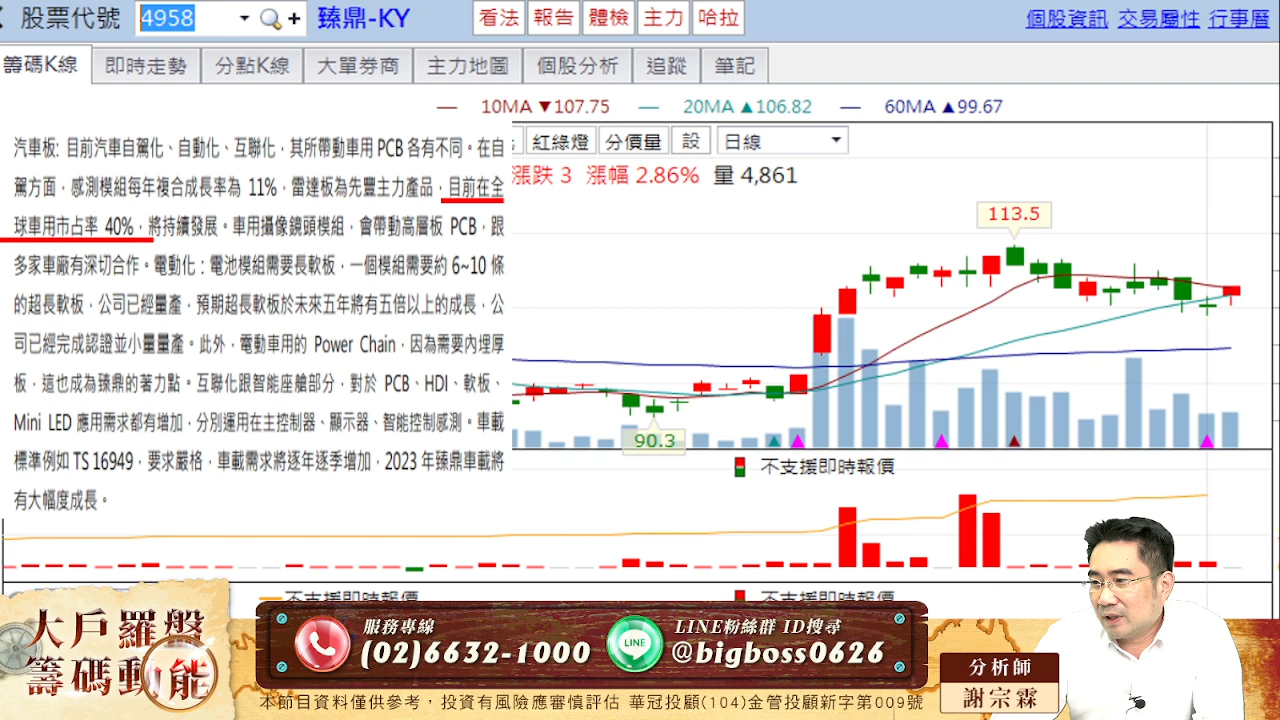 股票代號 4958 臻鼎-KY 看法 報告 體檢 主力 哈拉 個股資訊 交易屬性 行事曆
籌碼K線 即時走勢 分點K線 大單券商 主力地圖 個股分析 追蹤 筆記
10MA ▼107.75 20MA ▲106.82 60MA ▲99.67
紅綠燈 分價量 設 日線
漲跌 3 漲幅 2.86% 量 4,861
汽車板: 目前汽車自駕化、自動化、互聯化，其所帶動車用 PCB 各有不同。在自
駕方面，感測模組每年複合成長率為 11%，雷達板為先豐主力產品，目前在全
球車用市占率 40%，將持續發展。車用攝像鏡頭模組，會帶動高層板 PCB，跟
多家車廠有深切合作。電動化：電池模組需要長軟板，一個模組需要約 6~10 條
的超長軟板，公司已經量產，預期超長軟板於未來五年將有五倍以上的成長，公
司已經完成認證並小量量產。此外，電動車用的 Power Chain，因為需要內埋厚
板，這也成為臻鼎的著力點。互聯化跟智能座艙部分，對於 PCB、HDI、軟板、
Mini LED 應用需求都有增加，分別運用在主控制器、顯示器、智能控制感測。車載
標準例如 TS 16949，要求嚴格，車載需求將逐年逐季增加，2023 年臻鼎車載將
有大幅度成長。
113.5
90.3
不支援即時報價
不支援即時報價 不支援即時報價
大戶羅盤
籌碼動能
服務專線
(02)6632-1000
LINE
LINE粉絲群 ID搜尋
@bigboss0626
分析師
謝宗霖
本節目資料僅供參考，投資有風險應審慎評估 華冠投顧(104)金管投顧新字第009號